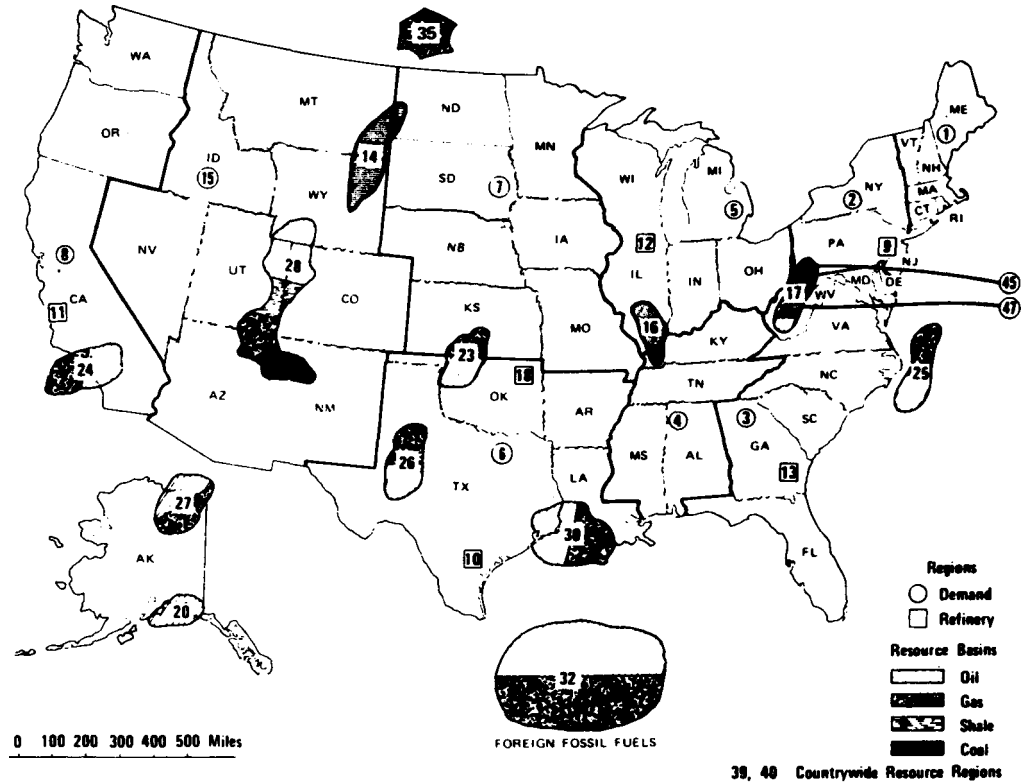 35
WA
MT
ND
ME
OR
MN
VT
1
14
ID
NH
15
WI
MI
SD
7
NY
MA
WY
2
CT
RI
5
8
NV
NB
IA
12
PA
9
NJ
UT
28
IL
IN
OH
CO
17
MD
DE
45
CA
WV
11
KS
47
MO
16
VA
KY
23
24
18
NC
25
TN
AZ
OK
NM
AR
4
3
SC
26
6
MS
AL
GA
TX
LA
13
27
30
AK
10
FL
Regions
Demand
20
Refinery
Resource Basins
32
Oil
Gas
Shale
FOREIGN FOSSIL FUELS
Coal
0 100 200 300 400 500 Miles
39, 40 Countrywide Resource Regions